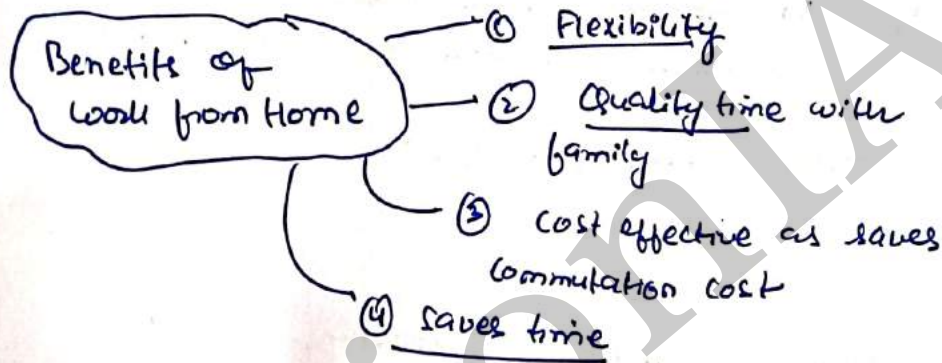 Benefits of
work from Home
① Flexibility
② Quality time with
family
③ cost effective as saves
commutation cost
④ saves time